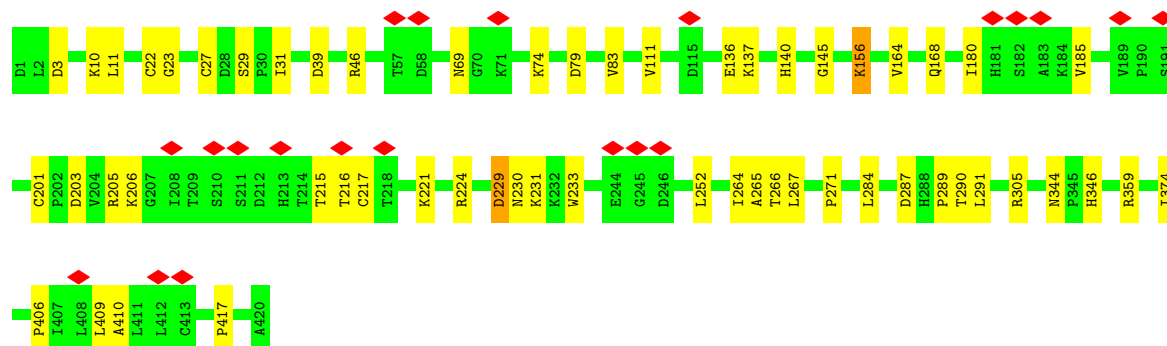 D1 L2 D3 K10 L11 C22 G23 C27 D28 S29 P30 I31 D39 R46 T57 D58 N69 G70 K71 K74 D79 V83 V111 D115 E136 K137 H140 G145 K156 V164 Q168 I180 H181 S182 A183 K184 V185 V189 P190 S191
C201 P202 D203 V204 R205 K206 G207 I208 T209 S210 S211 D212 H213 T214 T215 T216 C217 T218 K221 R224 D229 N230 K231 K232 W233 E244 G245 D246 L252 I264 A265 T266 L267 P271 L284 D287 H288 P289 T290 L291 R305 N344 P345 H346 R359
P406 I407 L408 L409 A410 L411 L412 C413 P417 A420